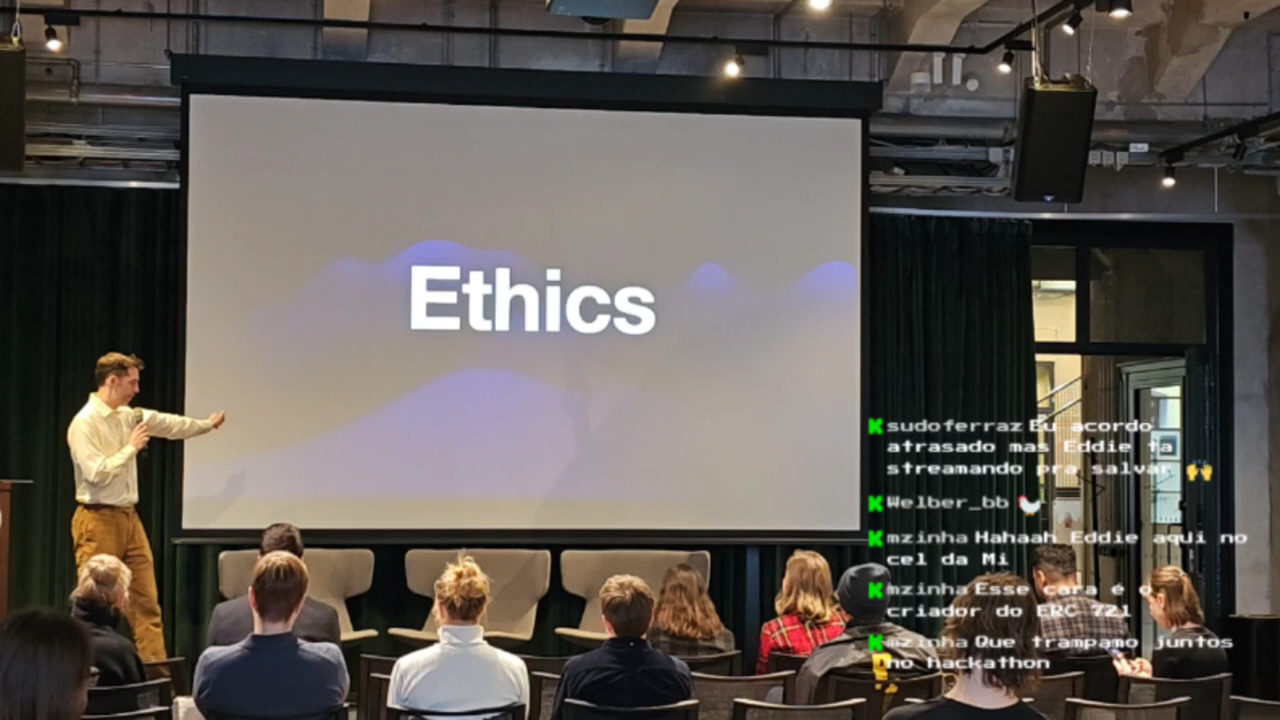 Ethics
sudoferraz Eu acordo
atrasado mas Eddie ta
streamando pra salvar 🙌
Welber_bb 🐔
mzinha Hahaah Eddie aqui no
cel da Mi
mzinha Esse cara é o
criador do ERC 721
mzinha Que trampamo juntos
no hackathon